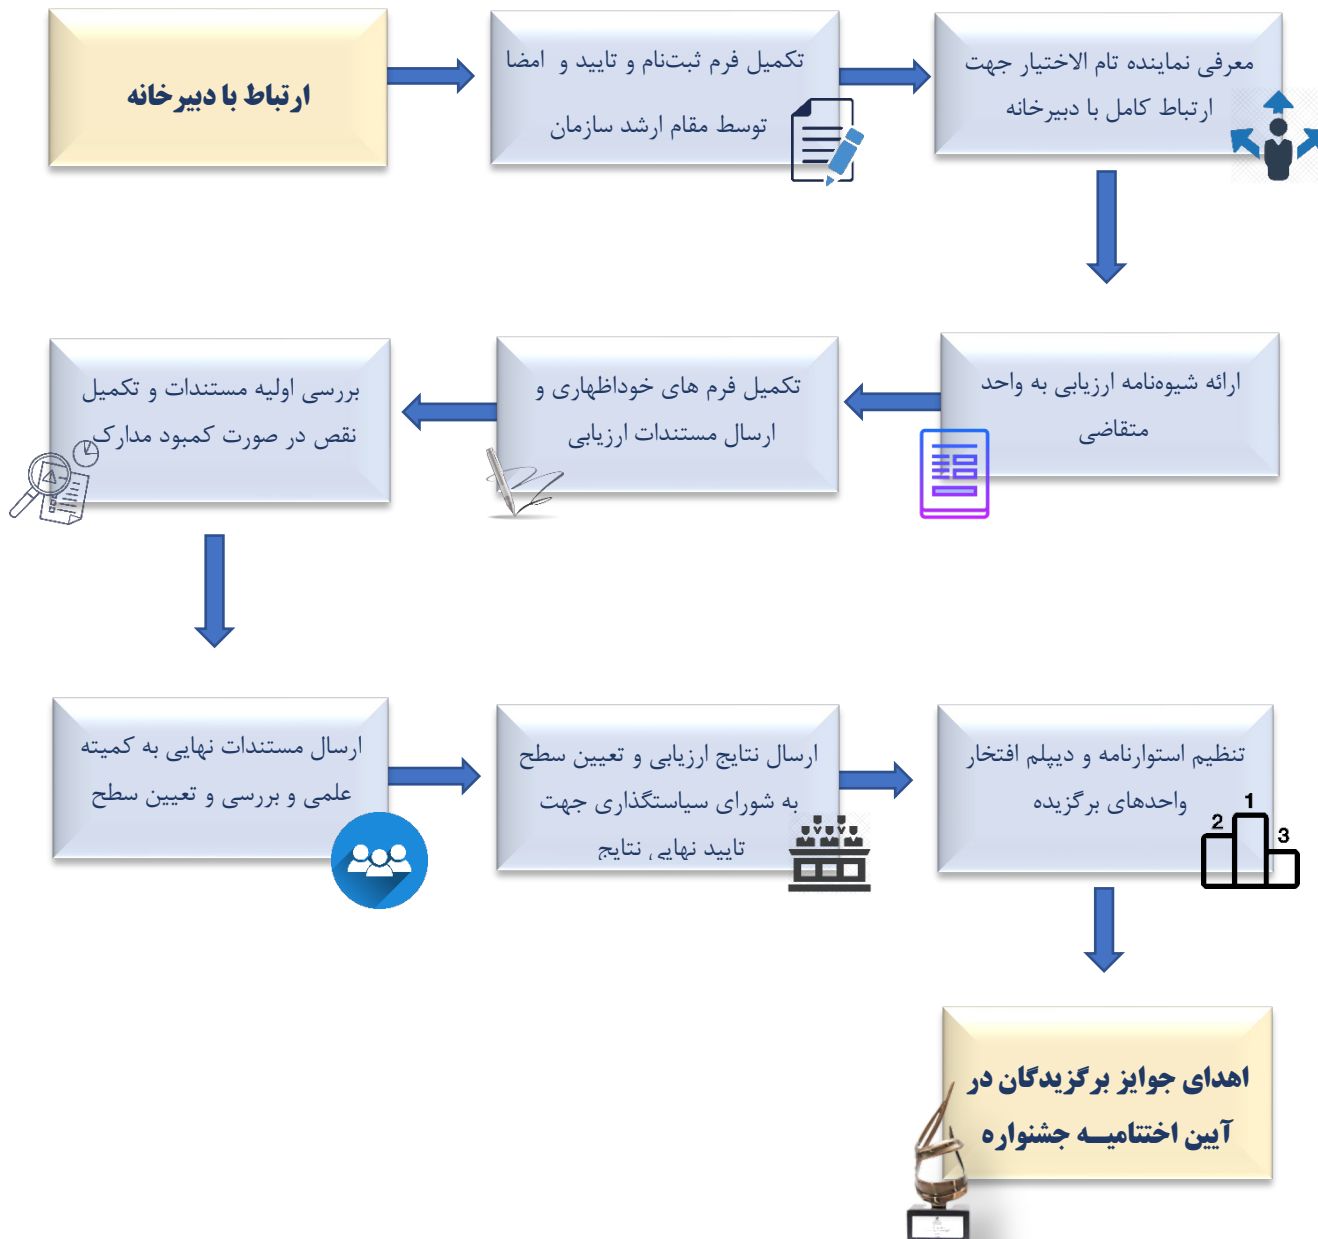 ارتباط با دبیرخانه
تکمیل فرم ثبت‌نام و تایید و امضا
توسط مقام ارشد سازمان
معرفی نماینده تام الاختیار جهت
ارتباط کامل با دبیرخانه
ارائه شیوه‌نامه ارزیابی به واحد
متقاضی
تکمیل فرم های خوداظهاری و
ارسال مستندات ارزیابی
بررسی اولیه مستندات و تکمیل
نقص در صورت کمبود مدارک
ارسال مستندات نهایی به کمیته
علمی و بررسی و تعیین سطح
ارسال نتایج ارزیابی و تعیین سطح
به شورای سیاستگذاری جهت
تایید نهایی نتایج
تنظیم استوارنامه و دیپلم افتخار
واحدهای برگزیده
1
2
3
اهدای جوایز برگزیدگان در
آیین اختتامیــه جشنواره